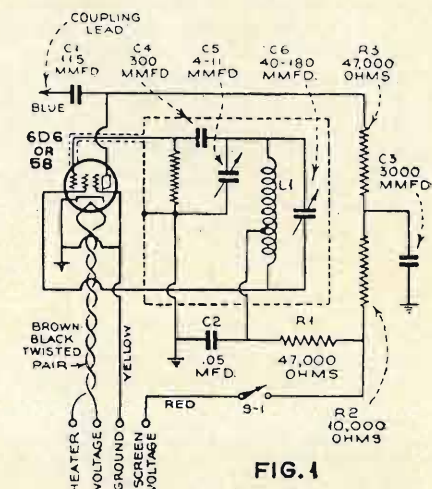 COUPLING
LEAD
C1
115
MMFD
BLUE
C4
300
MMFD
C5
4-11
MMFD
C6
40-180
MMFD.
R3
47,000
OHMS
6D6
OR
58
L1
C3
3000
MMFD.
BROWN-
BLACK
TWISTED
PAIR
YELLOW
C2
.05
MFD.
R1
47,000
OHMS
RED
S-1
R2
10,000
OHMS
HEATER
VOLTAGE
GROUND
SCREEN
VOLTAGE
FIG. 1